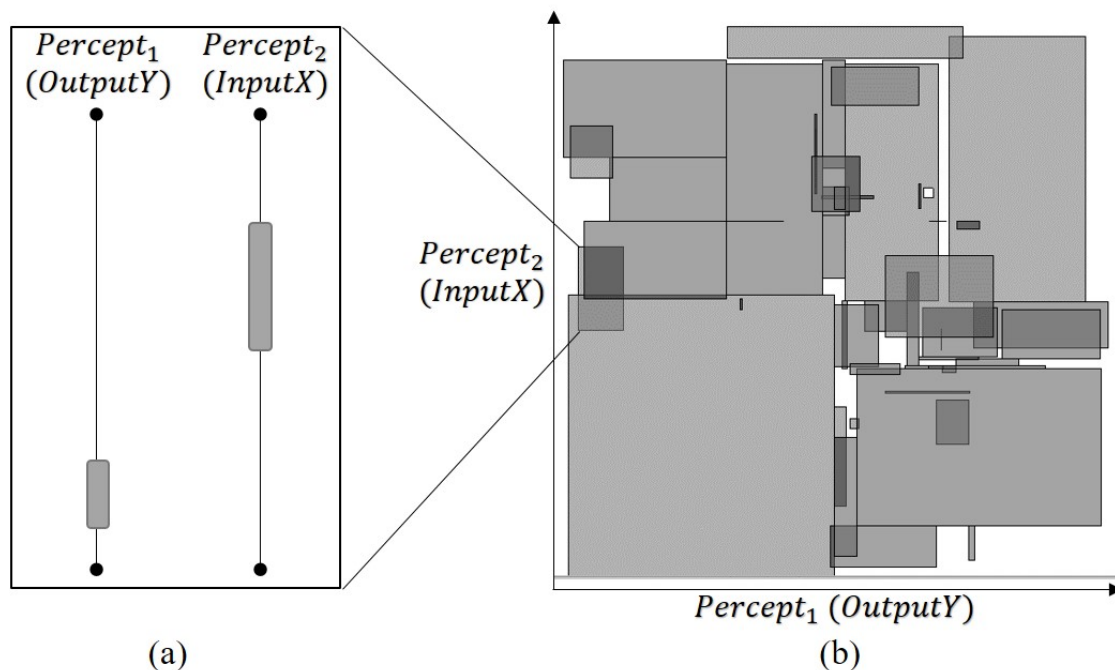 Percept₁
(OutputY)
Percept₂
(InputX)
Percept₂
(InputX)
Percept₁ (OutputY)
(a)
(b)